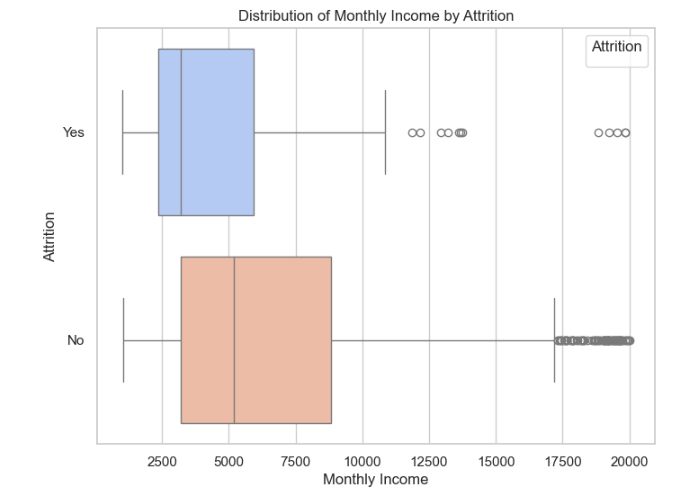 Distribution of Monthly Income by Attrition
Attrition
Yes
Attrition
No
2500 5000 7500 10000 12500 15000 17500 20000
Monthly Income